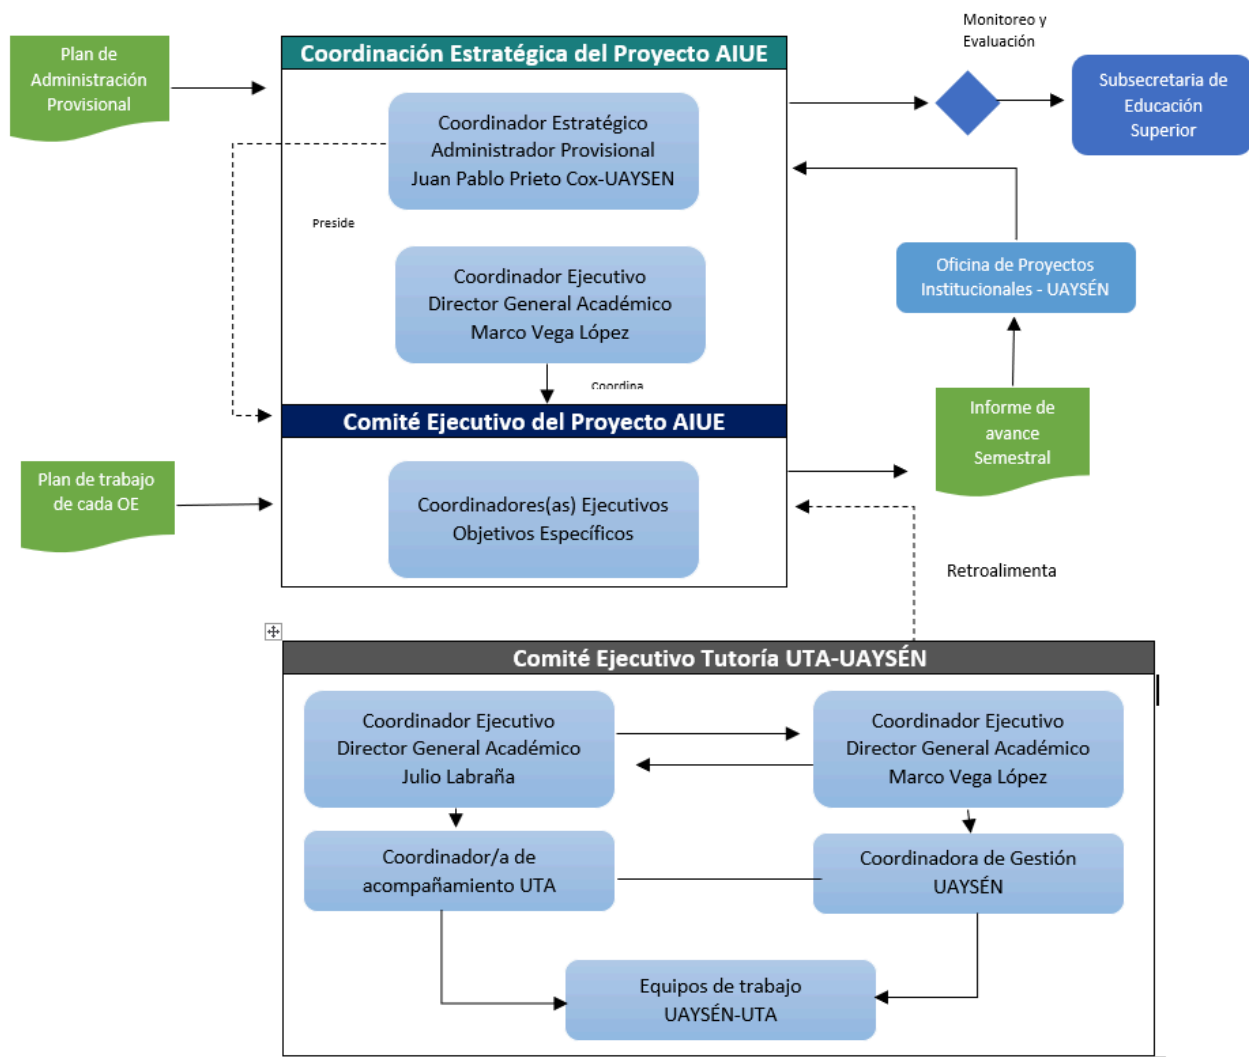 Monitoreo y
Evaluación
Plan de
Administración
Provisional
Coordinación Estratégica del Proyecto AIUE
Subsecretaria de
Educación
Superior
Coordinador Estratégico
Administrador Provisional
Juan Pablo Prieto Cox-UAYSEN
Preside
Coordinador Ejecutivo
Director General Académico
Marco Vega López
Oficina de Proyectos
Institucionales - UAYSÉN
Coordina
Comité Ejecutivo del Proyecto AIUE
Informe de
avance
Semestral
Plan de trabajo
de cada OE
Coordinadores(as) Ejecutivos
Objetivos Específicos
Retroalimenta
Comité Ejecutivo Tutoría UTA-UAYSÉN
Coordinador Ejecutivo
Director General Académico
Julio Labraña
Coordinador Ejecutivo
Director General Académico
Marco Vega López
Coordinador/a de
acompañamiento UTA
Coordinadora de Gestión
UAYSÉN
Equipos de trabajo
UAYSÉN-UTA